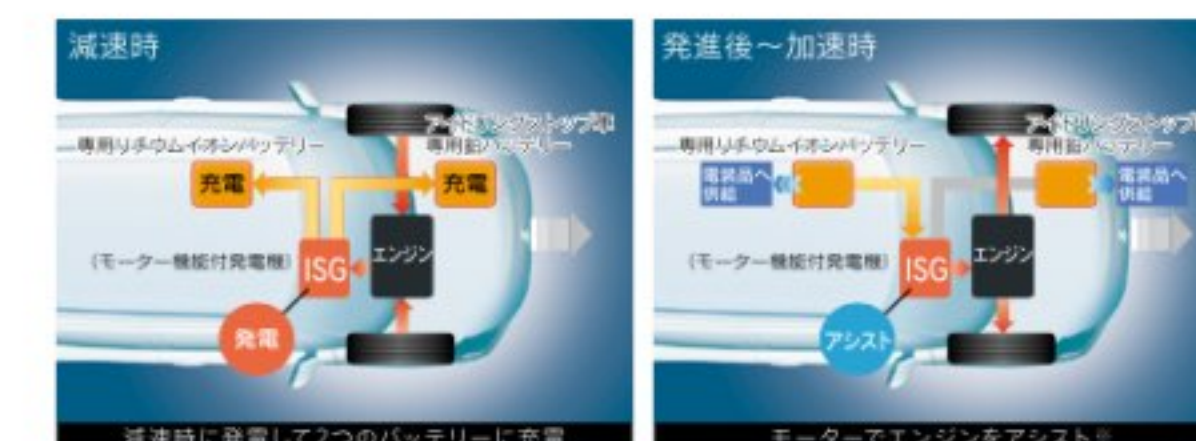 減速時
アイドリングストップ車
専用リチウムイオンバッテリー
専用鉛バッテリー
充電
充電
(モーター機能付発電機)
ISG
エンジン
発電
減速時に発電して2つのバッテリーに充電
発進後～加速時
アイドリングストップ
専用リチウムイオンバッテリー
専用鉛バッテリー
電装品へ
供給
電装品へ
供給
(モーター機能付発電機)
ISG
エンジン
アシスト
モーターでエンジンをアシスト※